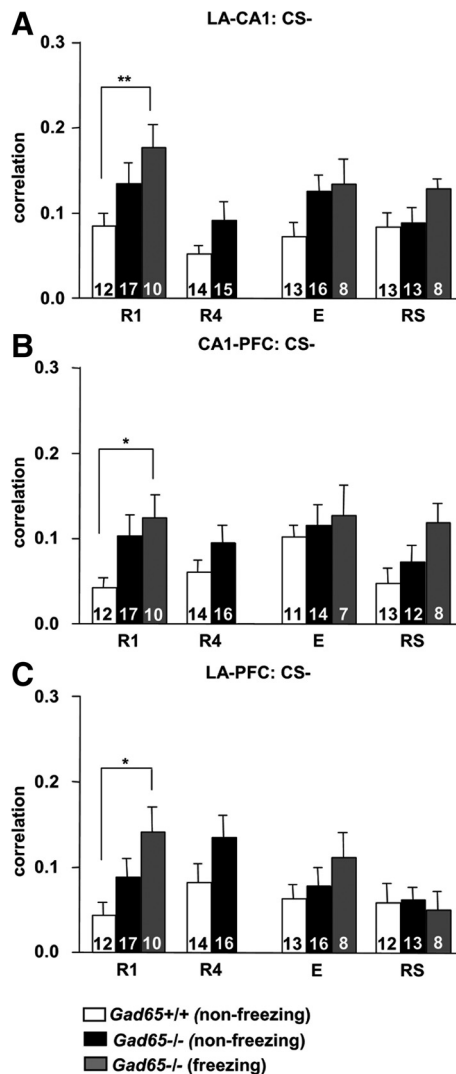 A
LA-CA1: CS-
0.3
0.2
0.1
0.0
correlation
**
12 17 10 14 15 13 16 8 13 13 8
R1 R4 E RS
B
CA1-PFC: CS-
0.3
0.2
0.1
0.0
correlation
*
12 17 10 14 16 11 14 7 13 12 8
R1 R4 E RS
C
LA-PFC: CS-
0.3
0.2
0.1
0.0
correlation
*
12 17 10 14 16 13 16 8 12 13 8
R1 R4 E RS
Gad65+/+ (non-freezing)
Gad65-/- (non-freezing)
Gad65-/- (freezing)